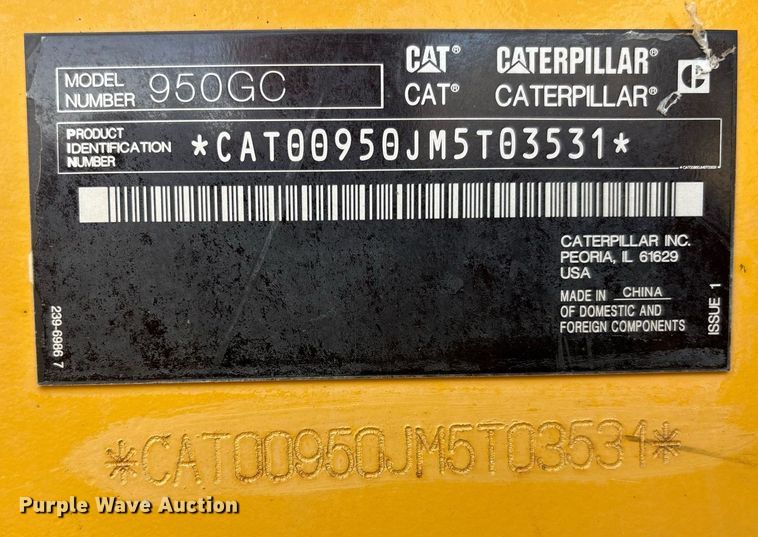 MODEL NUMBER 950GC
CAT® CATERPILLAR®
CAT® CATERPILLAR®
C
PRODUCT IDENTIFICATION NUMBER *CAT00950JM5T03531*
*CAT00950JM5T03531*
CATERPILLAR INC.
PEORIA, IL 61629
USA
MADE IN CHINA
OF DOMESTIC AND
FOREIGN COMPONENTS
ISSUE 1
239-6986 7
*CAT00950JM5T03531*
Purple Wave Auction